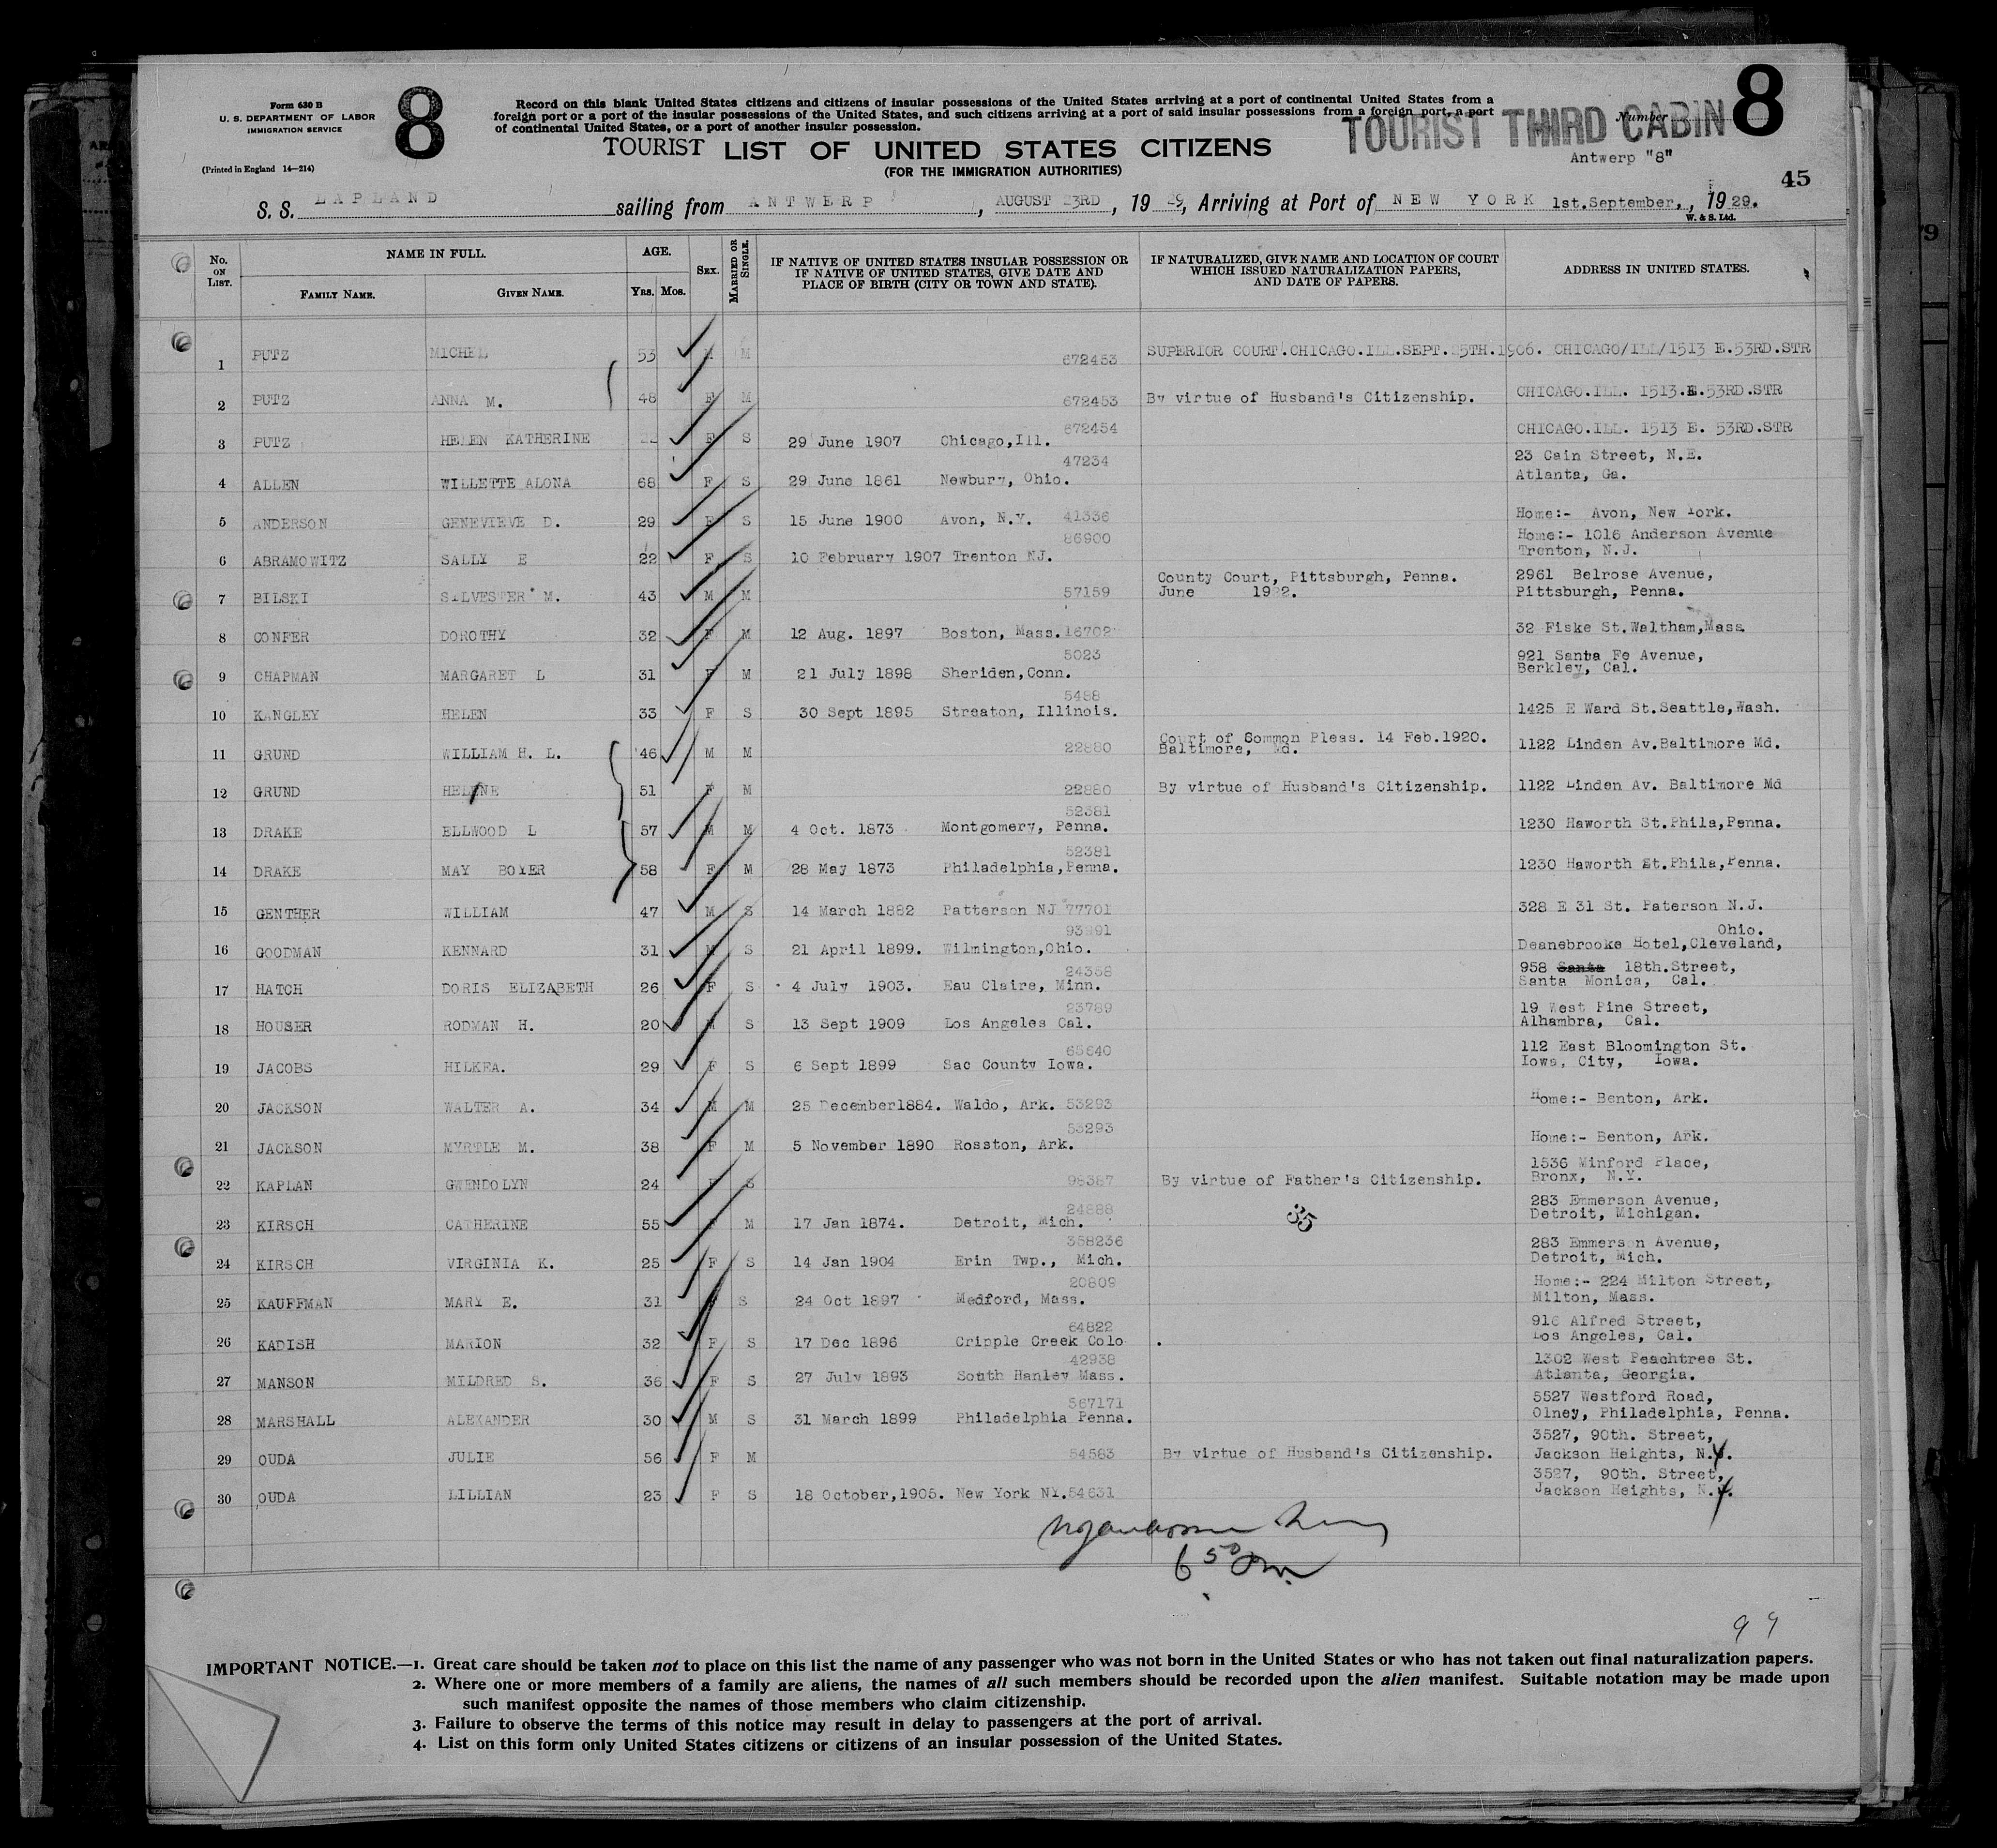 Form 630 B
U. S. DEPARTMENT OF LABOR
IMMIGRATION SERVICE
(Printed in England 14—214)
8
Record on this blank United States citizens and citizens of insular possessions of the United States arriving at a port of continental United States from a
foreign port or a port of the insular possessions of the United States, and such citizens arriving at a port of said insular possessions from a foreign port, a port
of continental United States, or a port of another insular possession.
TOURIST LIST OF UNITED STATES CITIZENS
(FOR THE IMMIGRATION AUTHORITIES)
TOURIST THIRD CABIN
Number
8
Antwerp "8"
45
S. S. LAPLAND sailing from ANTWERP, AUGUST 23RD, 1929, Arriving at Port of NEW YORK 1st.September,, 1929.
W. & S. Ltd.
No. ON LIST. NAME IN FULL. FAMILY NAME. GIVEN NAME. AGE. YRS. MOS. SEX. MARRIED OR SINGLE. IF NATIVE OF UNITED STATES INSULAR POSSESSION OR IF NATIVE OF UNITED STATES, GIVE DATE AND PLACE OF BIRTH (CITY OR TOWN AND STATE). IF NATURALIZED, GIVE NAME AND LOCATION OF COURT WHICH ISSUED NATURALIZATION PAPERS, AND DATE OF PAPERS. ADDRESS IN UNITED STATES.
1 PUTZ MICHEL 53 M M 672453 SUPERIOR COURT.CHICAGO.ILL.SEPT.25TH.1906. CHICAGO/ILL/1513 E.53RD.STR
2 PUTZ ANNA M. 48 F M 672453 By virtue of Husband's Citizenship. CHICAGO.ILL. 1513.E.53RD.STR
3 PUTZ HELEN KATHERINE 22 F S 29 June 1907 Chicago,Ill. 672454 CHICAGO.ILL. 1513 E. 53RD.STR
4 ALLEN WILLETTE ALONA 68 F S 29 June 1861 Newbury, Ohio. 47234 23 Cain Street, N.E. Atlanta, Ga.
5 ANDERSON GENEVIEVE D. 29 F S 15 June 1900 Avon, N.Y. 41336 Home:- Avon, New York.
6 ABRAMOWITZ SALLY E 22 F S 10 February 1907 Trenton NJ. 86900 Home:- 1016 Anderson Avenue Trenton, N.J.
7 BILSKI SILVESTER M. 43 M M 57159 County Court, Pittsburgh, Penna. June 1922. 2961 Belrose Avenue, Pittsburgh, Penna.
8 CONFER DOROTHY 32 F M 12 Aug. 1897 Boston, Mass. 16702 32 Fiske St.Waltham,Mass
9 CHAPMAN MARGARET L 31 F M 21 July 1898 Sheriden,Conn. 5023 921 Santa Fe Avenue, Berkley, Cal.
10 KANGLEY HELEN 33 F S 30 Sept 1895 Streaton, Illinois. 5488 1425 E Ward St.Seattle,Wash.
11 GRUND WILLIAM H. L. 46 M M 22880 Court of Common Pleas. 14 Feb.1920. Baltimore, Md. 1122 Linden Av.Baltimore Md.
12 GRUND HELENE 51 F M 22880 By virtue of Husband's Citizenship. 1122 Linden Av. Baltimore Md
13 DRAKE ELLWOOD L 57 M M 4 Oct. 1873 Montgomery, Penna. 52381 1230 Haworth St.Phila,Penna.
14 DRAKE MAY BOYER 58 F M 28 May 1873 Philadelphia,Penna. 52381 1230 Haworth St.Phila,Penna.
15 GENTHER WILLIAM 47 M S 14 March 1882 Patterson NJ 77701 328 E 31 St. Paterson N.J.
16 GOODMAN KENNARD 31 M S 21 April 1899. Wilmington,Ohio. Deanebrooke Hotel,Cleveland, Ohio.
17 HATCH DORIS ELIZABETH 26 F S 4 July 1903. Eau Claire, Minn. 24358 958 Santa 18th.Street, Santa Monica, Cal.
18 HOUSER RODMAN H. 20 M S 13 Sept 1909 Los Angeles Cal. 23789 19 West Pine Street, Alhambra, Cal.
19 JACOBS HILKEA. 29 F S 6 Sept 1899 Sac County Iowa. 65640 112 East Bloomington St. Iowa, City, Iowa.
20 JACKSON WALTER A. 34 M M 25 December1884. Waldo, Ark. 53293 Home:- Benton, Ark.
21 JACKSON MYRTLE M. 38 F M 5 November 1890 Rosston, Ark. 53293 Home:- Benton, Ark.
22 KAPLAN GWENDOLYN 24 F S 98387 By virtue of Father's Citizenship. 1536 Minford Place, Bronx, N.Y.
23 KIRSCH CATHERINE 55 F M 17 Jan 1874. Detroit, Mich. 24888 283 Emmerson Avenue, Detroit, Michigan.
35
24 KIRSCH VIRGINIA K. 25 F S 14 Jan 1904 Erin Twp., Mich. 358236 283 Emmerson Avenue, Detroit, Mich.
25 KAUFFMAN MARY E. 31 F S 24 Oct 1897 Medford, Mass. 20809 Home:- 224 Milton Street, Milton, Mass.
26 KADISH MARION 32 F S 17 Dec 1896 Cripple Creek Colo. 64822 916 Alfred Street, Los Angeles, Cal.
27 MANSON MILDRED S. 36 F S 27 July 1893 South Hanley Mass. 42938 1302 West Peachtree St. Atlanta, Georgia.
28 MARSHALL ALEXANDER 30 M S 31 March 1899 Philadelphia Penna. 567171 5527 Westford Road, Olney, Philadelphia, Penna.
29 OUDA JULIE 56 F M 54583 By virtue of Husband's Citizenship. 3527, 90th. Street, Jackson Heights, N.Y.
30 OUDA LILLIAN 23 F S 18 October,1905. New York NY. 54631 3527, 90th. Street, Jackson Heights, N.Y.
6 50 Pm.
99
IMPORTANT NOTICE.—1. Great care should be taken not to place on this list the name of any passenger who was not born in the United States or who has not taken out final naturalization papers.
2. Where one or more members of a family are aliens, the names of all such members should be recorded upon the alien manifest. Suitable notation may be made upon
such manifest opposite the names of those members who claim citizenship.
3. Failure to observe the terms of this notice may result in delay to passengers at the port of arrival.
4. List on this form only United States citizens or citizens of an insular possession of the United States.